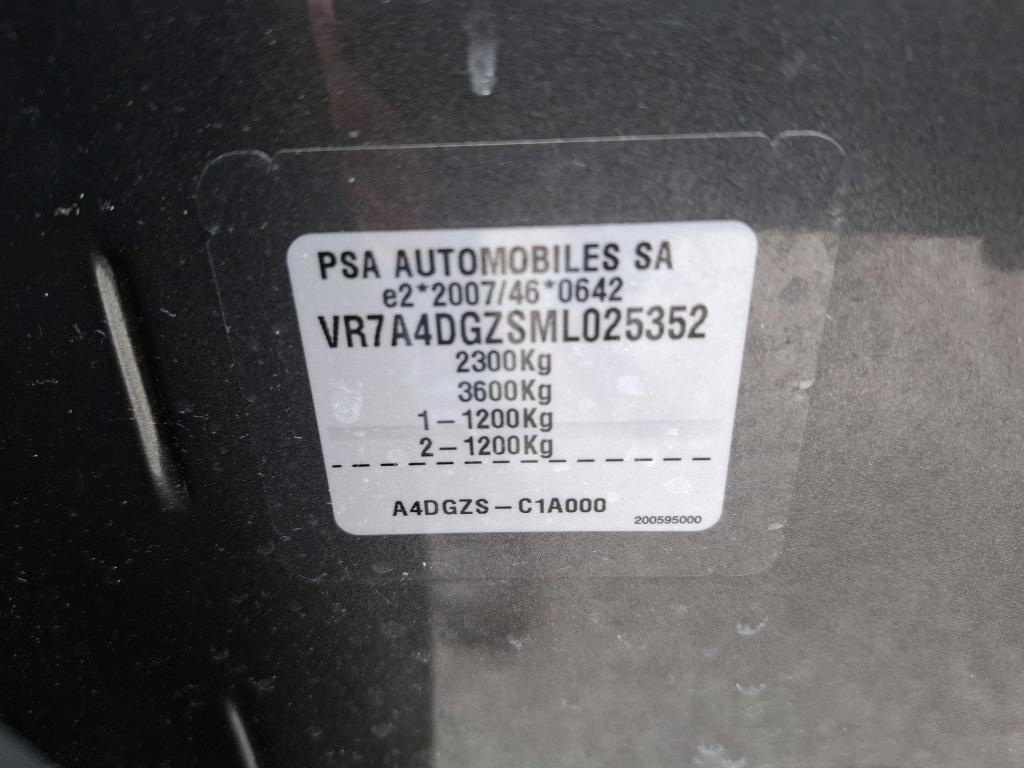 PSA AUTOMOBILES SA
e2*2007/46*0642
VR7A4DGZSML025352
2300Kg
3600Kg
1-1200Kg
2-1200Kg
A4DGZS-C1A000
200595000